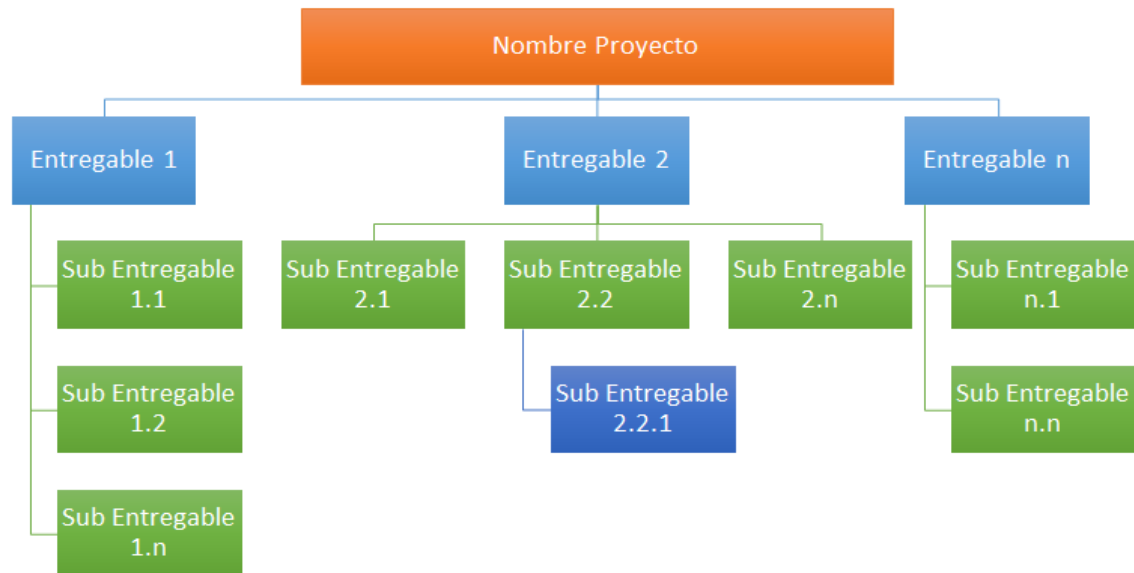 Nombre Proyecto
Entregable 1
Entregable 2
Entregable n
Sub Entregable
1.1
Sub Entregable
2.1
Sub Entregable
2.2
Sub Entregable
2.n
Sub Entregable
n.1
Sub Entregable
1.2
Sub Entregable
2.2.1
Sub Entregable
n.n
Sub Entregable
1.n